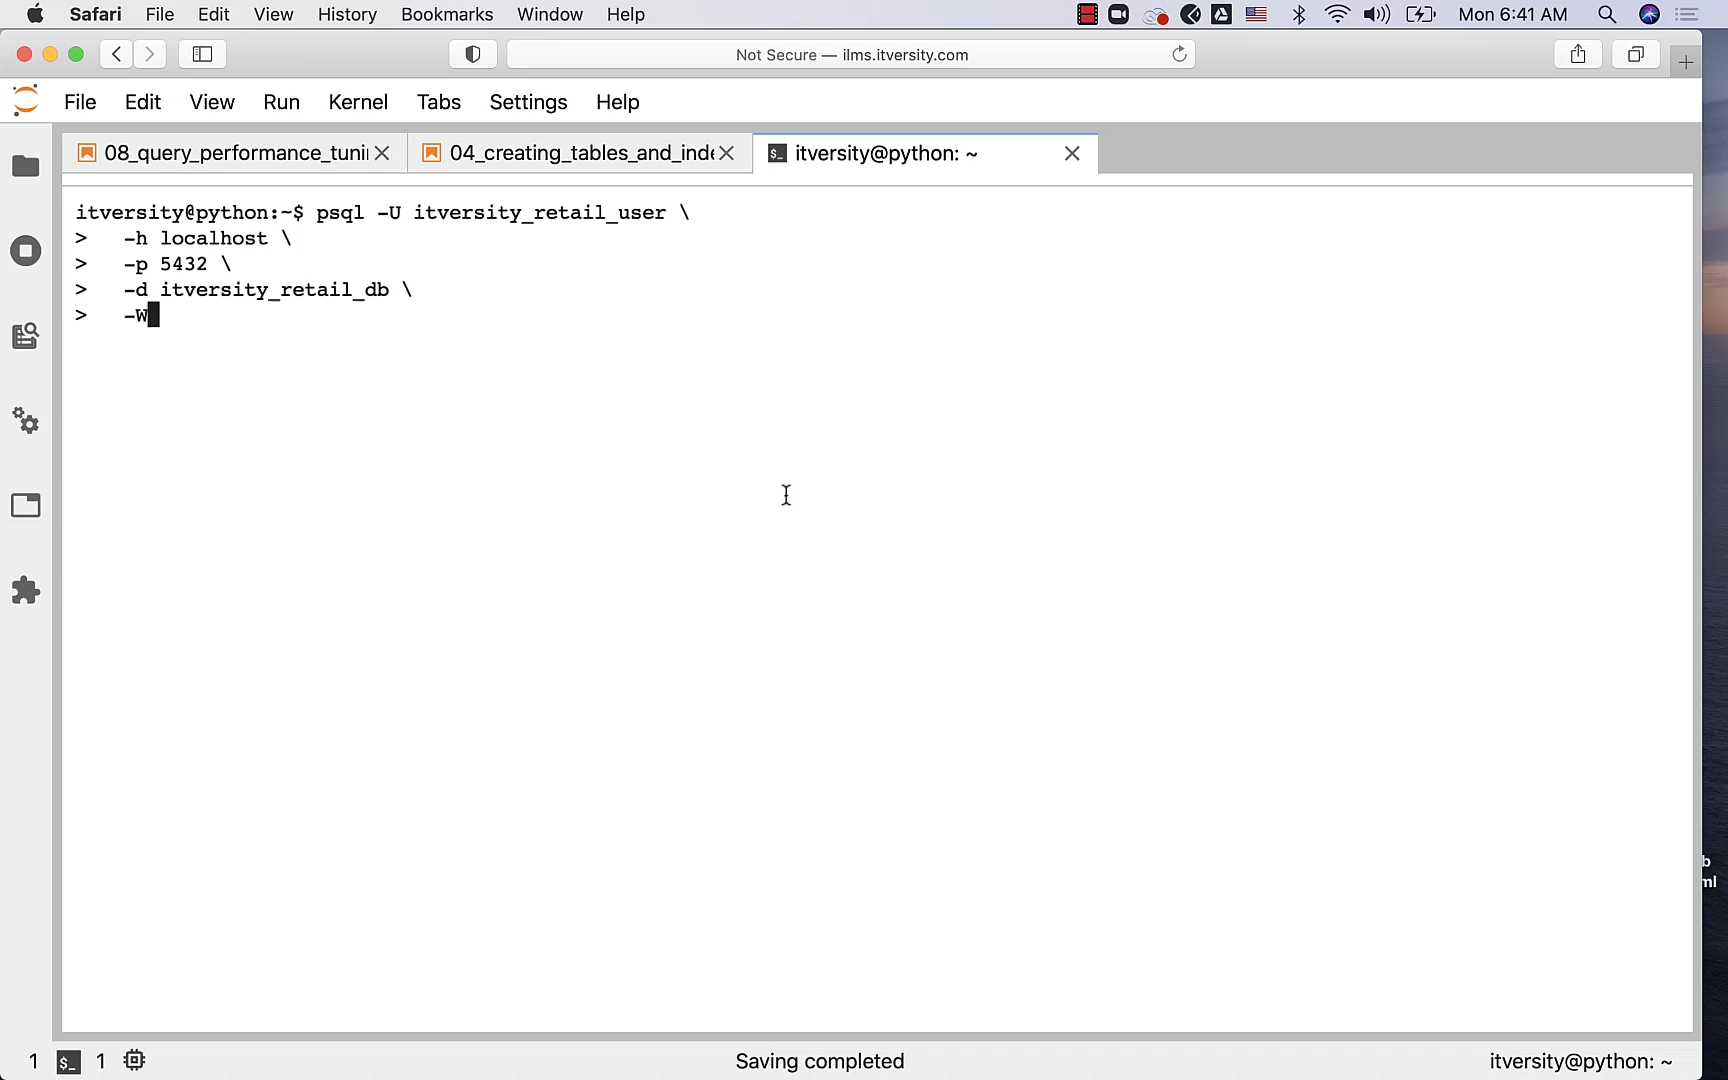 Safari File Edit View History Bookmarks Window Help Mon 6:41 AM
Not Secure — ilms.itversity.com
File Edit View Run Kernel Tabs Settings Help
08_query_performance_tuni 04_creating_tables_and_inde itversity@python: ~
itversity@python:~$ psql -U itversity_retail_user \
> -h localhost \
> -p 5432 \
> -d itversity_retail_db \
> -W
b
ml
1 $_ 1 Saving completed itversity@python: ~